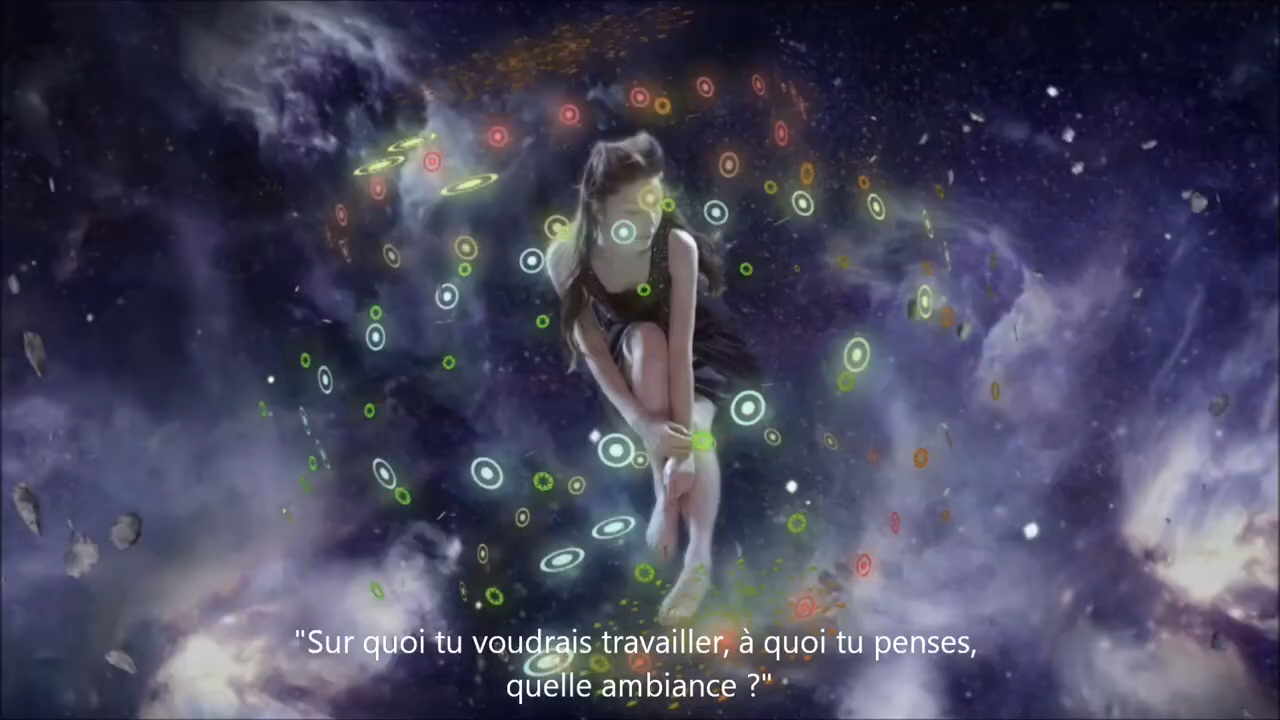 "Sur quoi tu voudrais travailler, à quoi tu penses,
quelle ambiance ?"